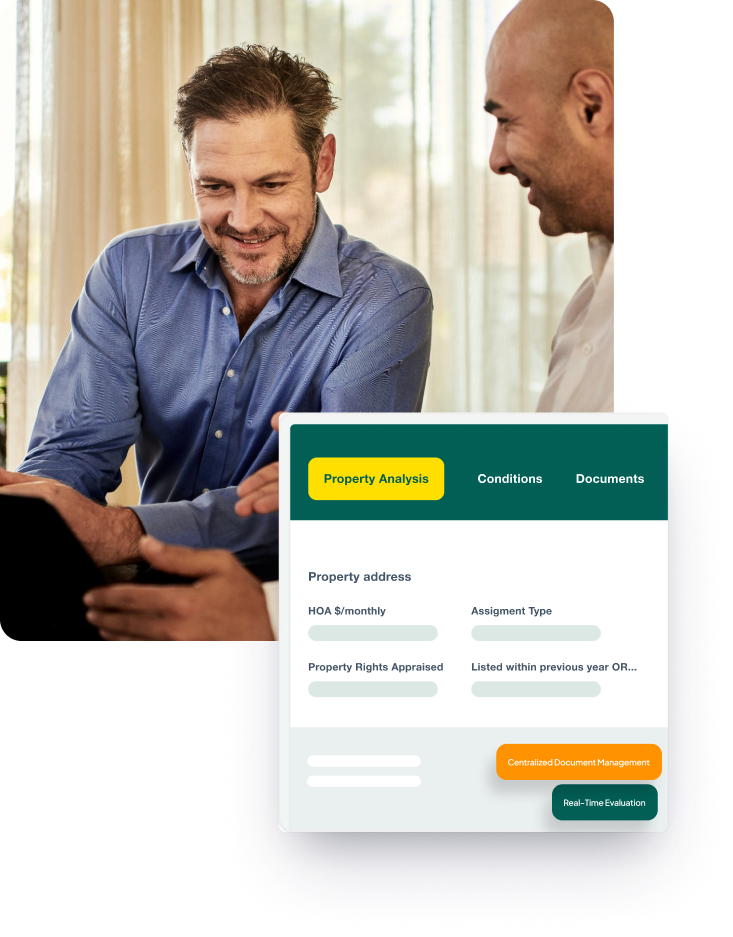 Property Analysis Conditions Documents
Property address
HOA $/monthly Assigment Type
Property Rights Appraised Listed within previous year OR...
Centralized Document Management
Real-Time Evaluation